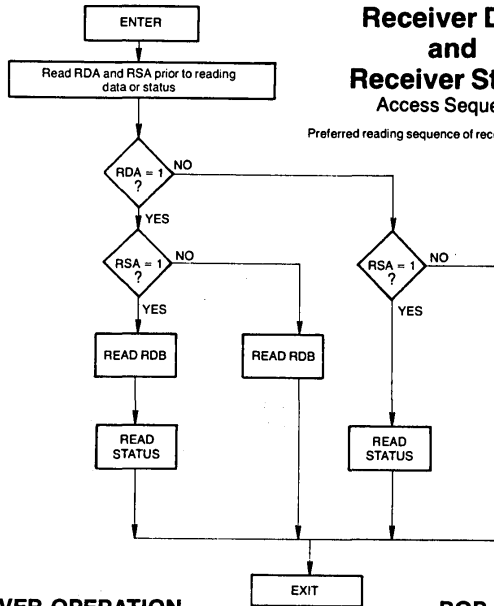 Receiver D
and
Receiver St
Access Seque
Preferred reading sequence of rec
ENTER
Read RDA and RSA prior to reading
data or status
RDA = 1
?
NO
YES
RSA = 1
?
NO
YES
RSA = 1
?
NO
YES
READ RDB
READ RDB
READ
STATUS
READ
STATUS
EXIT
VER OPERATION